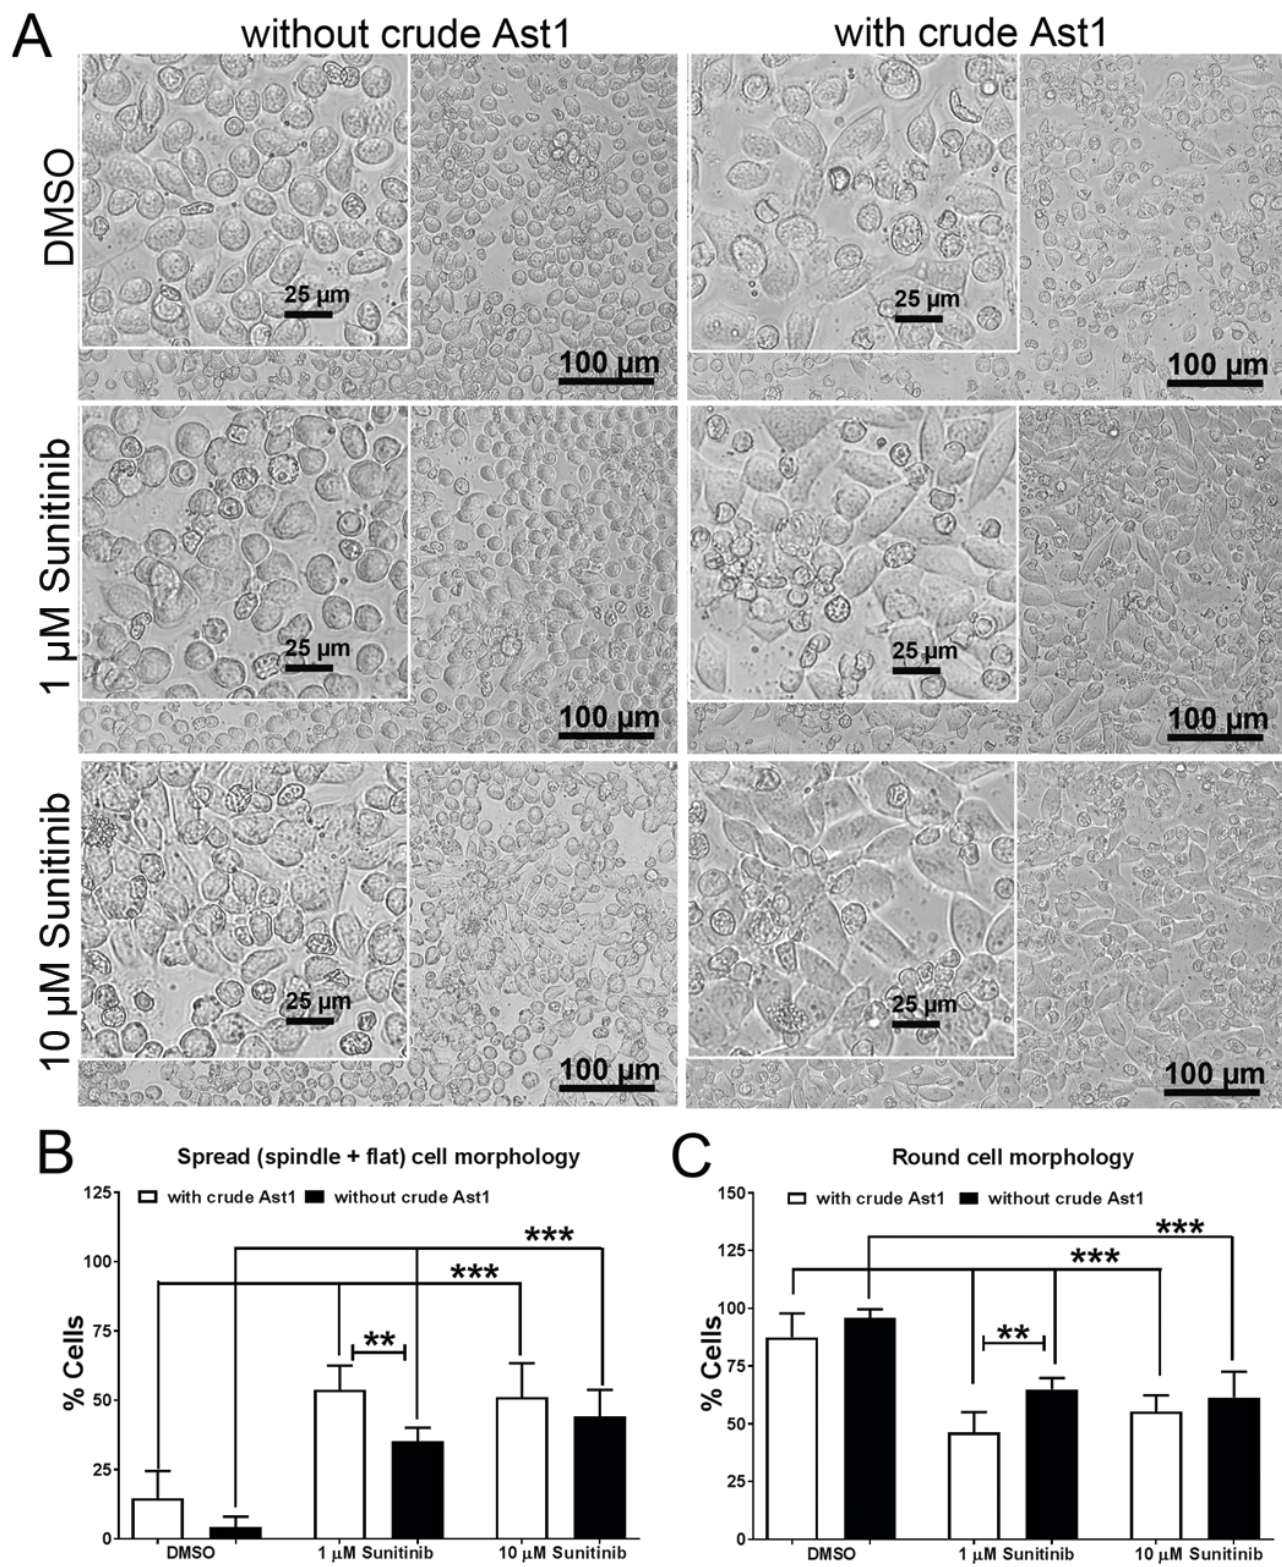 A
without crude Ast1
with crude Ast1
DMSO
25 µm
100 µm
25 µm
100 µm
1 µM Sunitinib
25 µm
100 µm
25 µm
100 µm
10 µM Sunitinib
25 µm
100 µm
25 µm
100 µm
B
Spread (spindle + flat) cell morphology
with crude Ast1
without crude Ast1
% Cells
125
100
75
50
25
0
***
***
**
DMSO
1 µM Sunitinib
10 µM Sunitinib
C
Round cell morphology
with crude Ast1
without crude Ast1
% Cells
150
125
100
75
50
25
0
***
***
**
DMSO
1 µM Sunitinib
10 µM Sunitinib